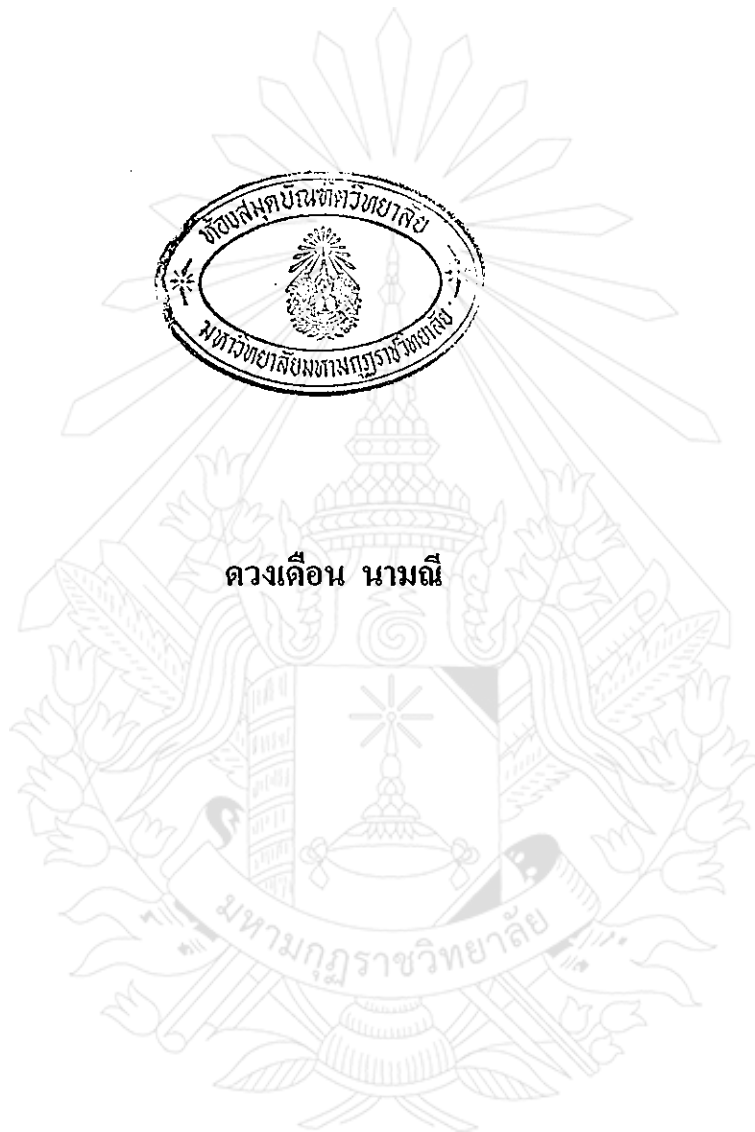 ห้องสมุดบัณฑิตวิทยาลัย
มหาวิทยาลัยมหามกุฏราชวิทยาลัย
ดวงเดือน นามณี
มหามกุฏราชวิทยาลัย